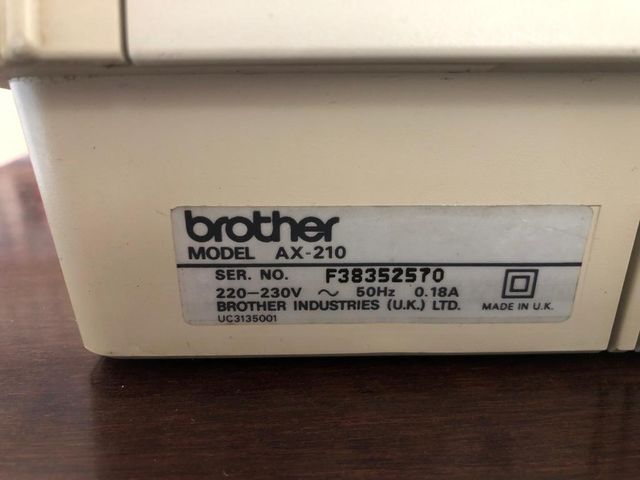 brother
MODEL AX-210
SER. NO. F38352570
220-230V ~ 50Hz 0.18A
BROTHER INDUSTRIES (U.K.) LTD. MADE IN U.K.
UC3135001